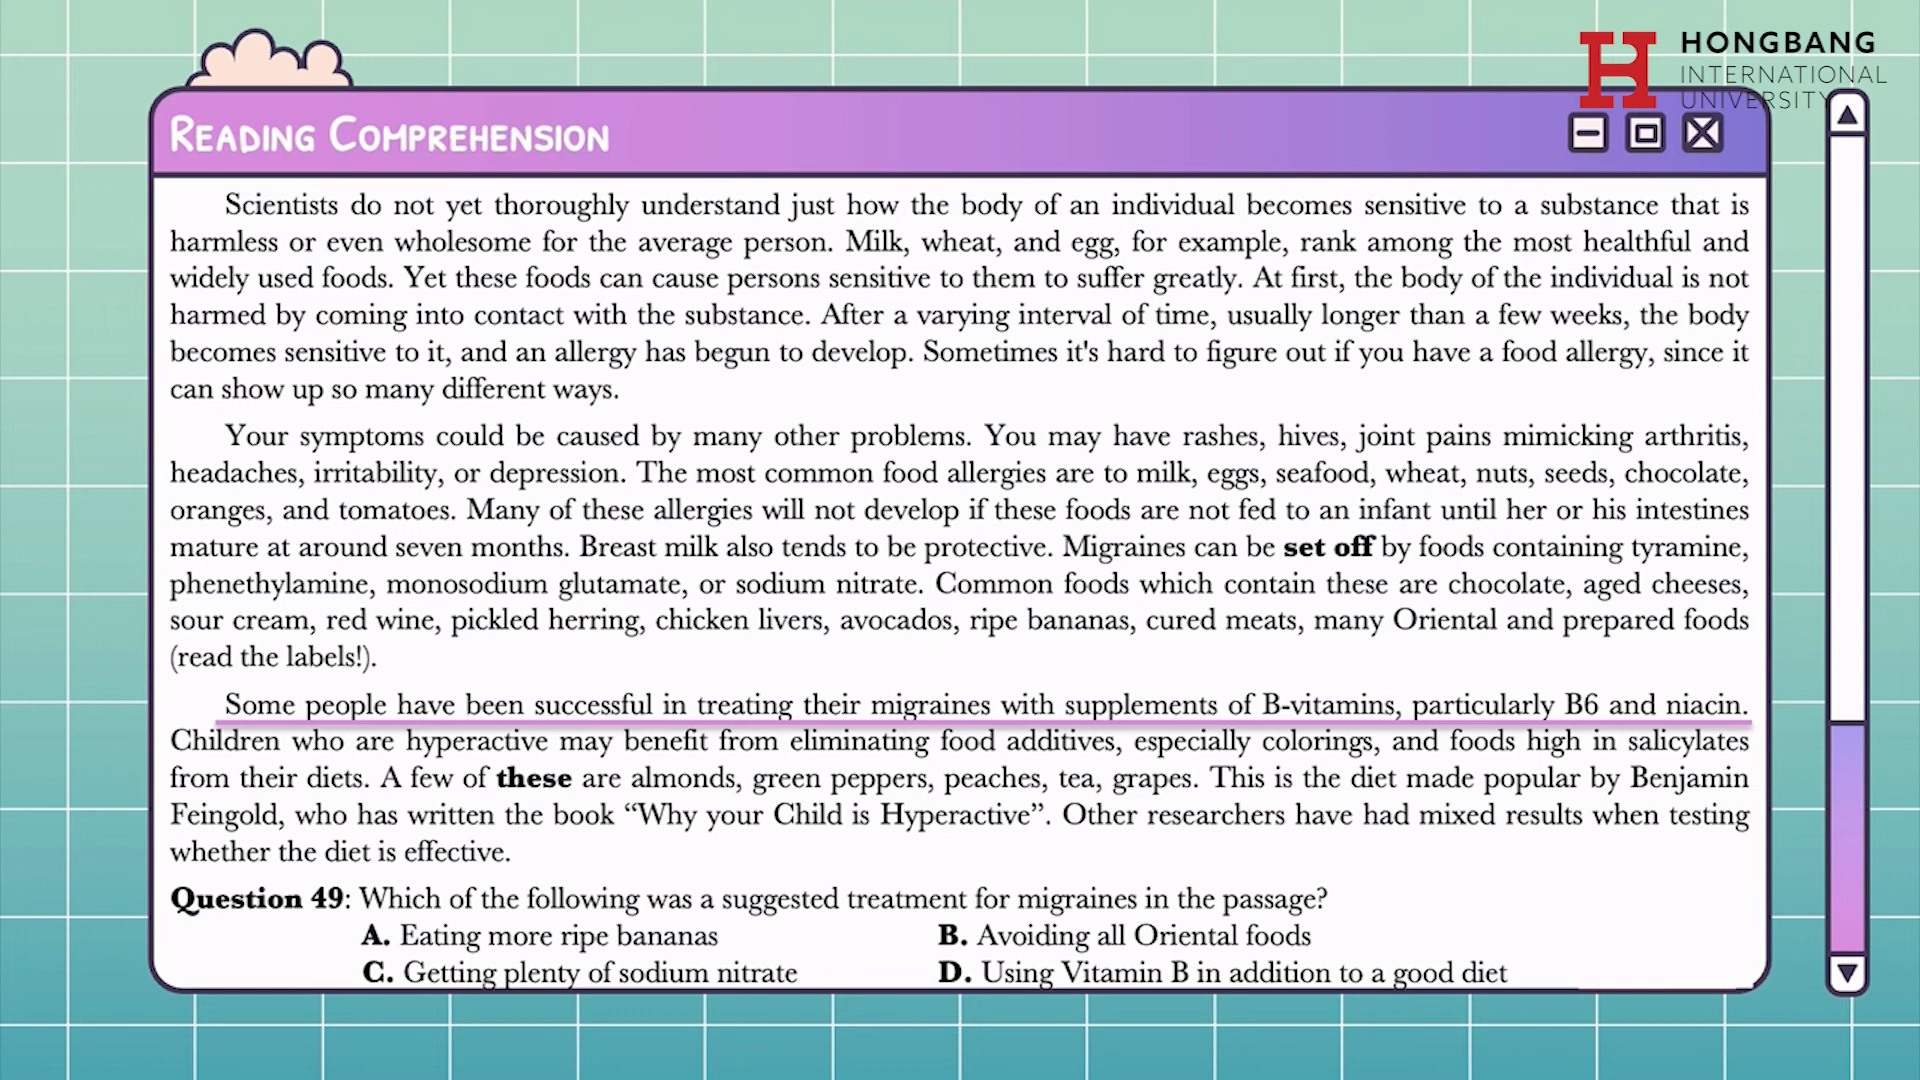 HONGBANG
INTERNATIONAL
UNIVERSITY
READING COMPREHENSION
Scientists do not yet thoroughly understand just how the body of an individual becomes sensitive to a substance that is
harmless or even wholesome for the average person. Milk, wheat, and egg, for example, rank among the most healthful and
widely used foods. Yet these foods can cause persons sensitive to them to suffer greatly. At first, the body of the individual is not
harmed by coming into contact with the substance. After a varying interval of time, usually longer than a few weeks, the body
becomes sensitive to it, and an allergy has begun to develop. Sometimes it's hard to figure out if you have a food allergy, since it
can show up so many different ways.
Your symptoms could be caused by many other problems. You may have rashes, hives, joint pains mimicking arthritis,
headaches, irritability, or depression. The most common food allergies are to milk, eggs, seafood, wheat, nuts, seeds, chocolate,
oranges, and tomatoes. Many of these allergies will not develop if these foods are not fed to an infant until her or his intestines
mature at around seven months. Breast milk also tends to be protective. Migraines can be set off by foods containing tyramine,
phenethylamine, monosodium glutamate, or sodium nitrate. Common foods which contain these are chocolate, aged cheeses,
sour cream, red wine, pickled herring, chicken livers, avocados, ripe bananas, cured meats, many Oriental and prepared foods
(read the labels!).
Some people have been successful in treating their migraines with supplements of B-vitamins, particularly B6 and niacin.
Children who are hyperactive may benefit from eliminating food additives, especially colorings, and foods high in salicylates
from their diets. A few of these are almonds, green peppers, peaches, tea, grapes. This is the diet made popular by Benjamin
Feingold, who has written the book “Why your Child is Hyperactive”. Other researchers have had mixed results when testing
whether the diet is effective.
Question 49: Which of the following was a suggested treatment for migraines in the passage?
A. Eating more ripe bananas B. Avoiding all Oriental foods
C. Getting plenty of sodium nitrate D. Using Vitamin B in addition to a good diet